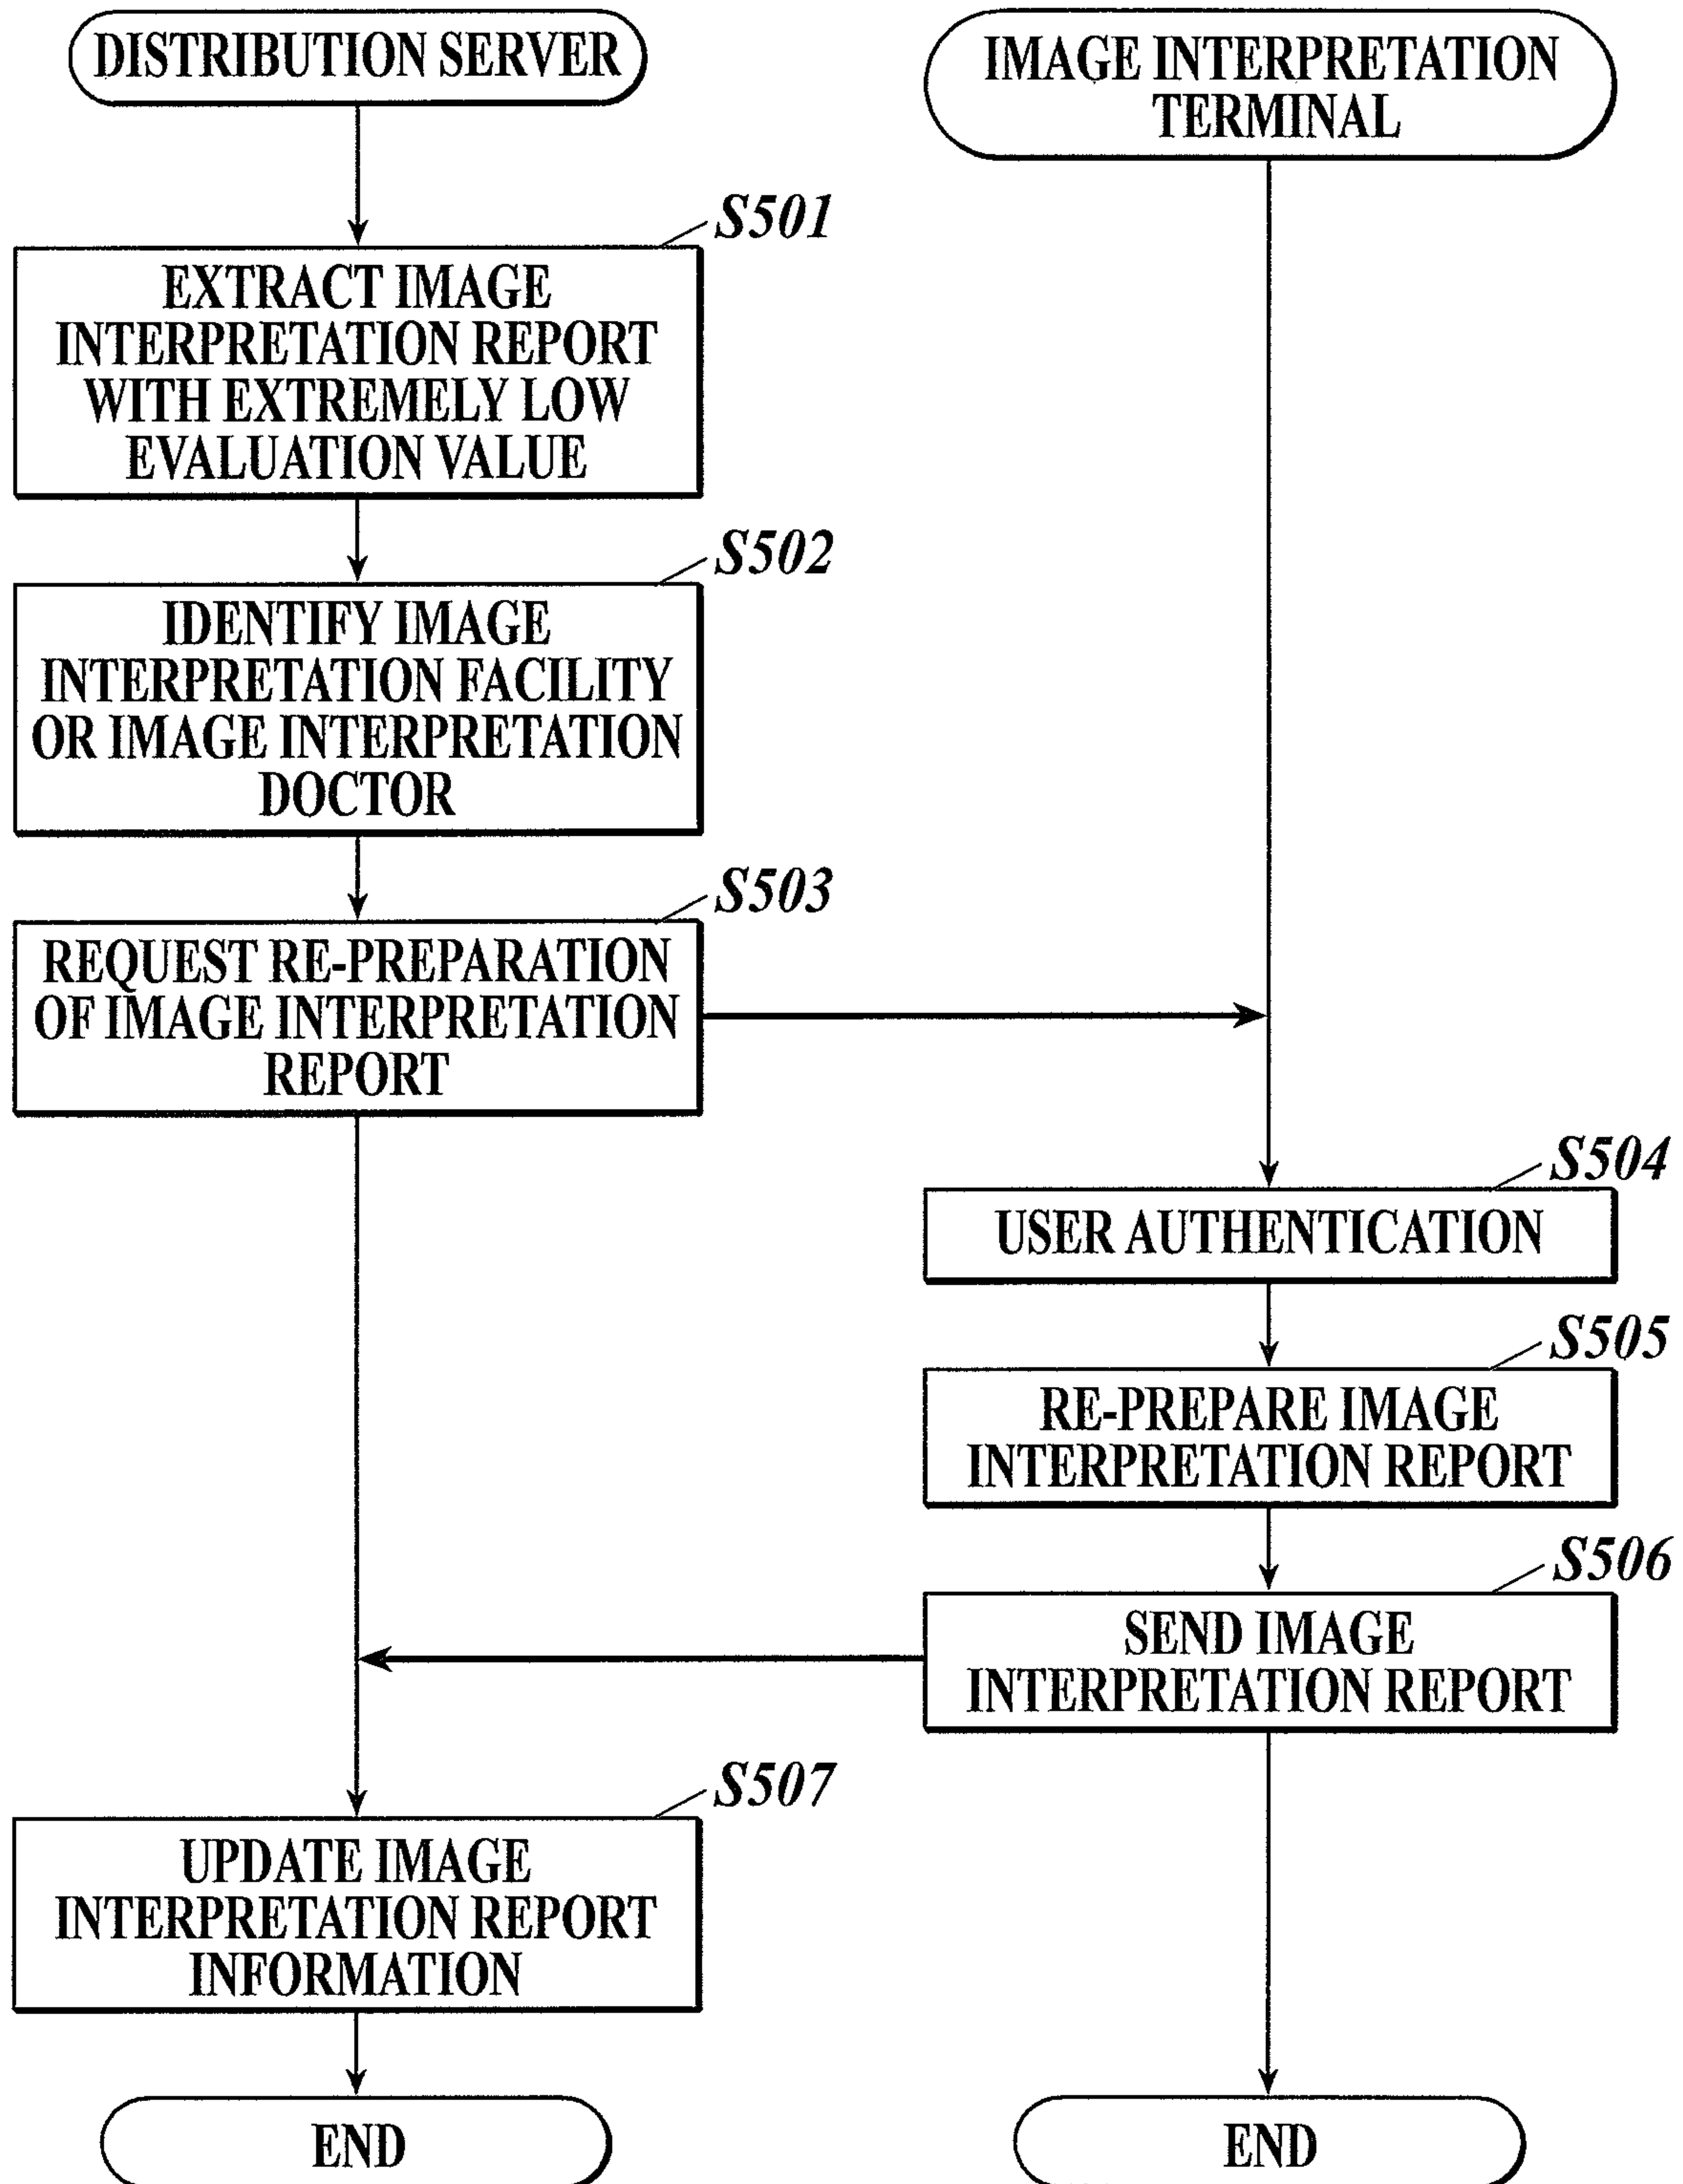 DISTRIBUTION SERVER
IMAGE INTERPRETATION
TERMINAL
S501
EXTRACT IMAGE
INTERPRETATION REPORT
WITH EXTREMELY LOW
EVALUATION VALUE
S502
IDENTIFY IMAGE
INTERPRETATION FACILITY
OR IMAGE INTERPRETATION
DOCTOR
S503
REQUEST RE-PREPARATION
OF IMAGE INTERPRETATION
REPORT
S504
USER AUTHENTICATION
S505
RE-PREPARE IMAGE
INTERPRETATION REPORT
S506
SEND IMAGE
INTERPRETATION REPORT
S507
UPDATE IMAGE
INTERPRETATION REPORT
INFORMATION
END
END